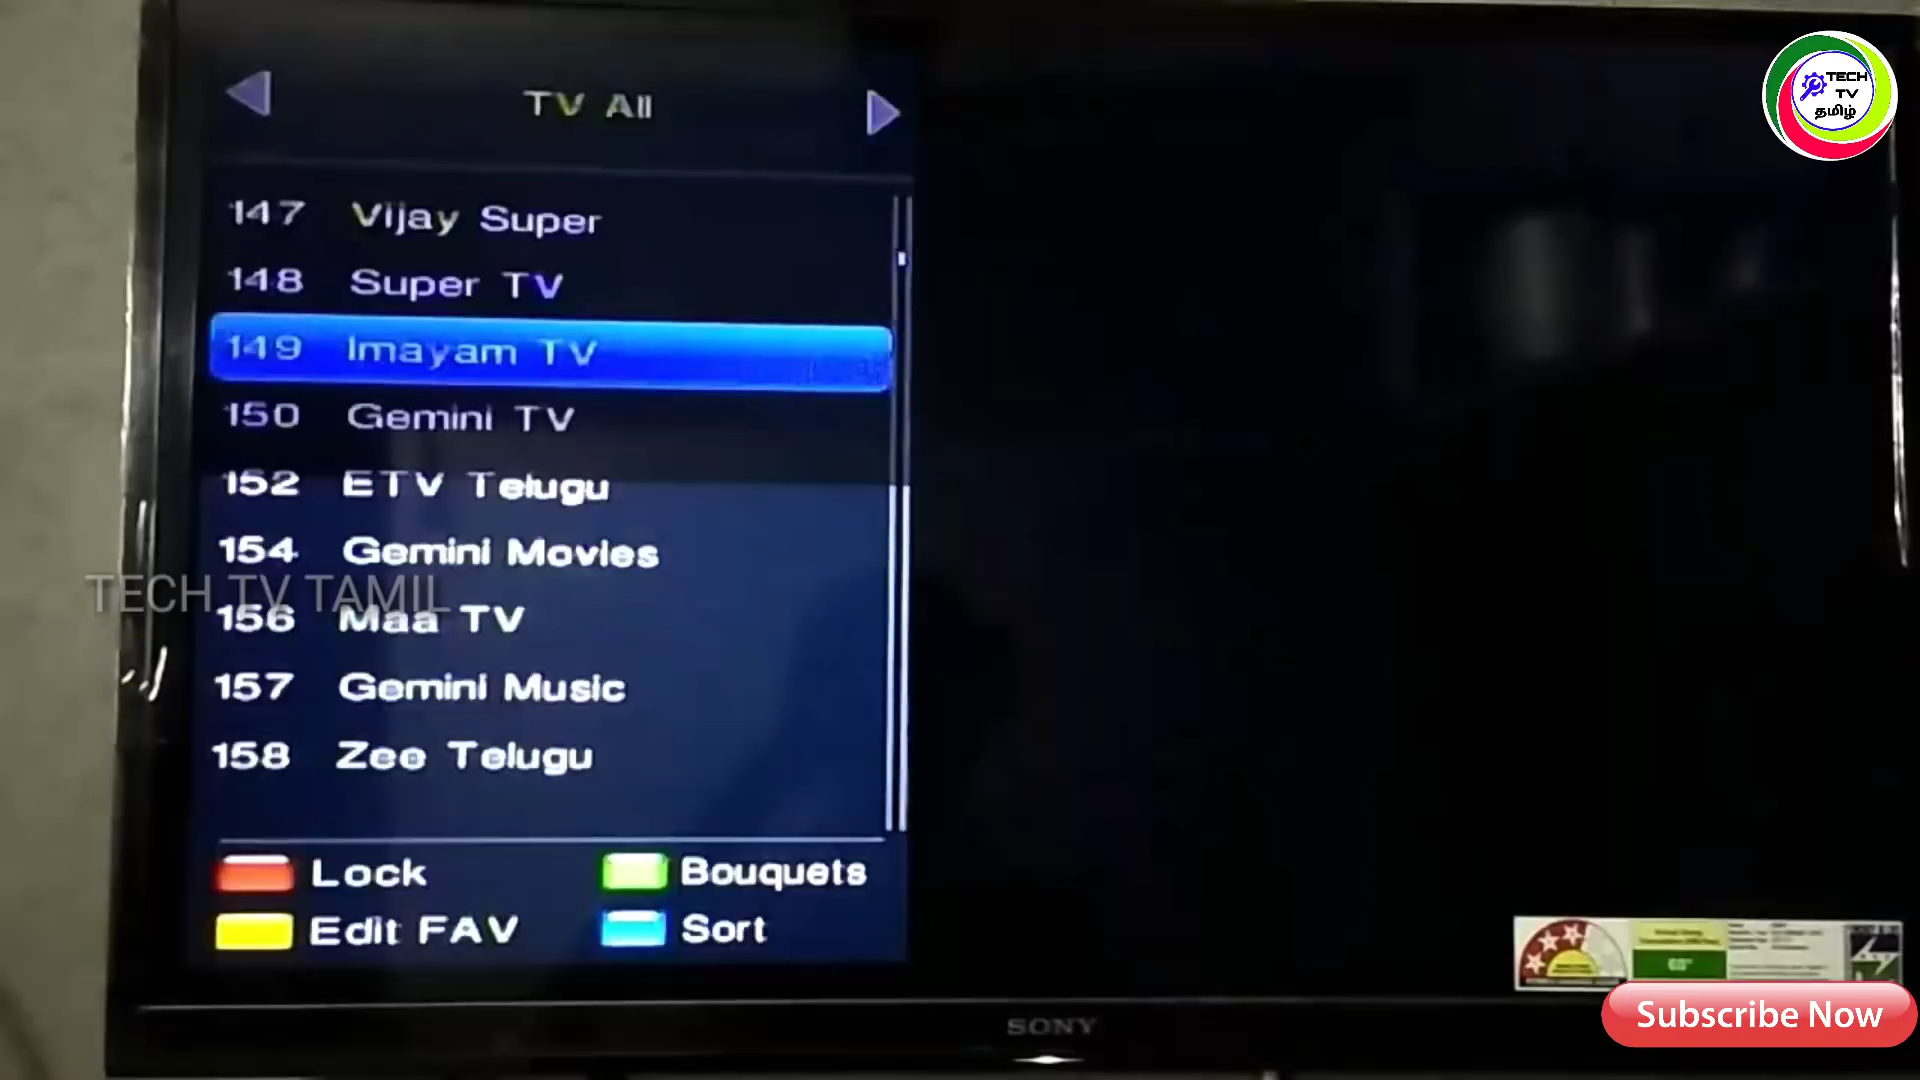 TV All
147 Vijay Super
148 Super TV
149 Imayam TV
150 Gemini TV
152 ETV Telugu
154 Gemini Movies
156 Maa TV
157 Gemini Music
158 Zee Telugu
Lock
Bouquets
Edit FAV
Sort
TECH TV TAMIL
TECH
TV
தமிழ்
SONY
Subscribe Now